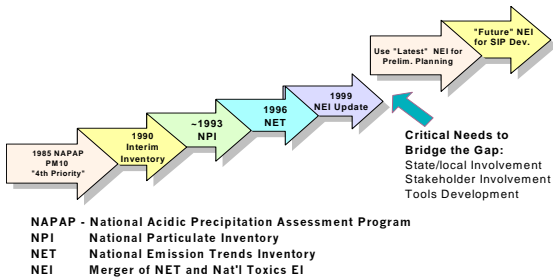 1985 NAPAP
PM10
"4th Priority"
1990
Interim
Inventory
~1993
NPI
1996
NET
1999
NEI Update
Use "Latest" NEI for
Prelim. Planning
"Future" NEI
for SIP Dev.
Critical Needs to
Bridge the Gap:
State/local Involvement
Stakeholder Involvement
Tools Development
NAPAP - National Acidic Precipitation Assessment Program
NPI National Particulate Inventory
NET National Emission Trends Inventory
NEI Merger of NET and Nat'l Toxics EI